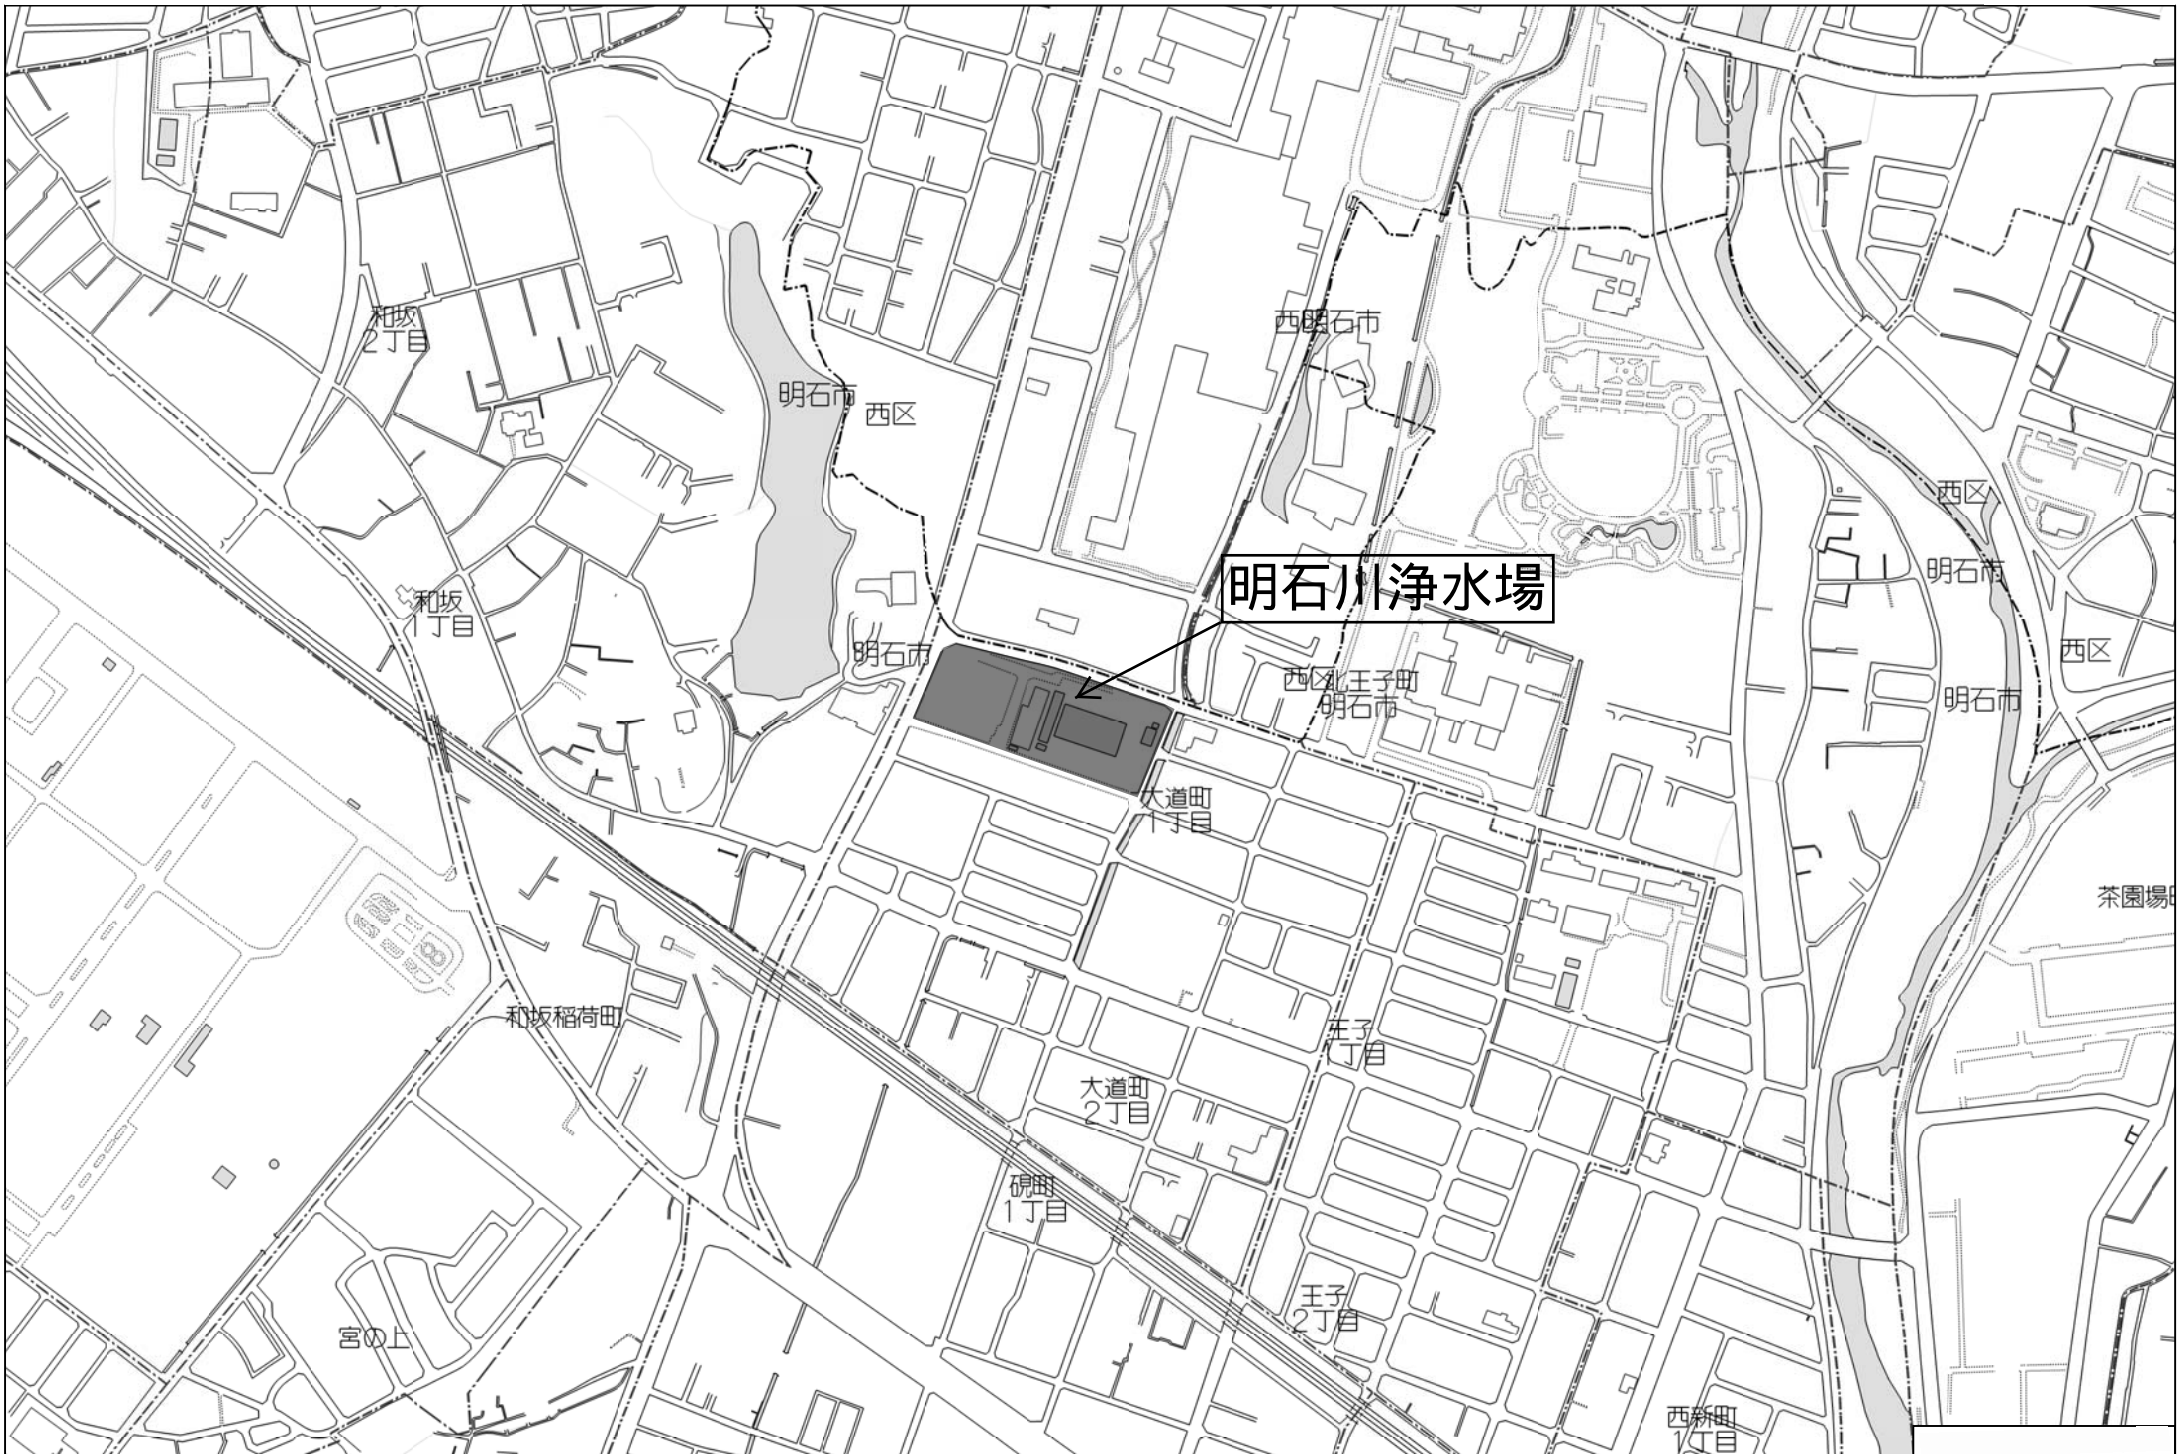 和坂
2丁目
西明石市
明石市
西区
西区
明石川浄水場
明石市
和坂
1丁目
明石市
西区
西区
北王子町
明石市
明石市
大道町
1丁目
茶園場町
和坂稲荷町
王子
1丁目
大道町
2丁目
硯町
1丁目
王子
2丁目
宮の上
西新町
1丁目